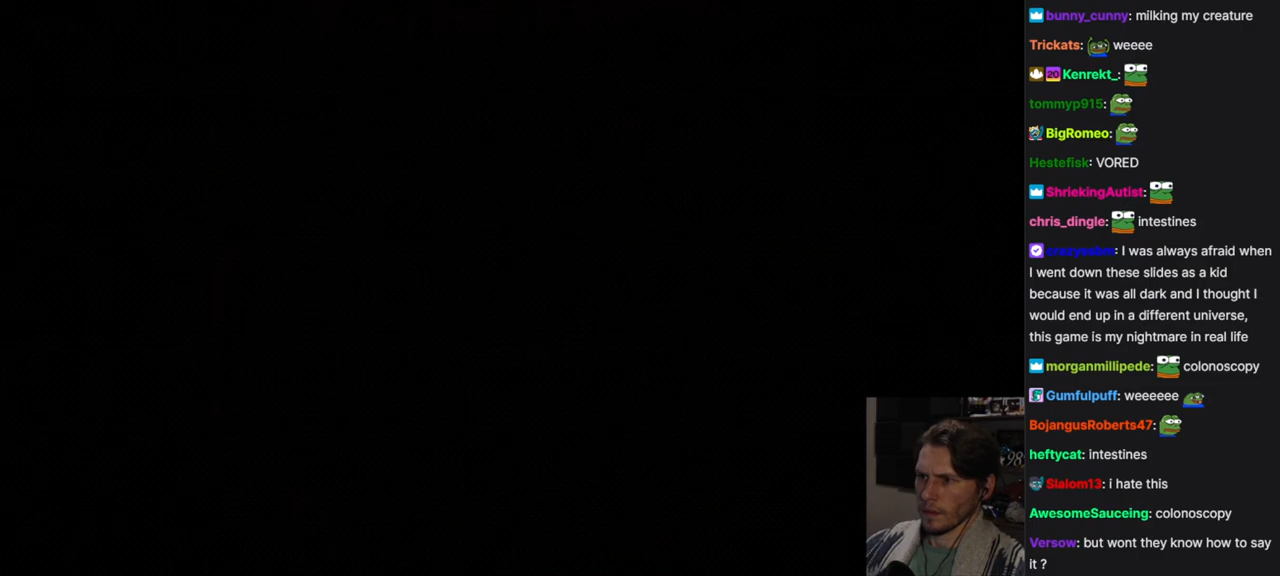 bunny_cunny: milking my creature
Trickats: weeee
20 Kenrekt_:
tommyp915:
BigRomeo:
Hestefisk: VORED
ShriekingAutist:
chris_dingle: intestines
: I was always afraid when
I went down these slides as a kid
because it was all dark and I thought I
would end up in a different universe,
this game is my nightmare in real life
morganmillipede: colonoscopy
Gumfulpuff: weeeeee
BojangusRoberts47:
heftycat: intestines
Slalom13: i hate this
AwesomeSauceing: colonoscopy
Versow: but wont they know how to say
it ?